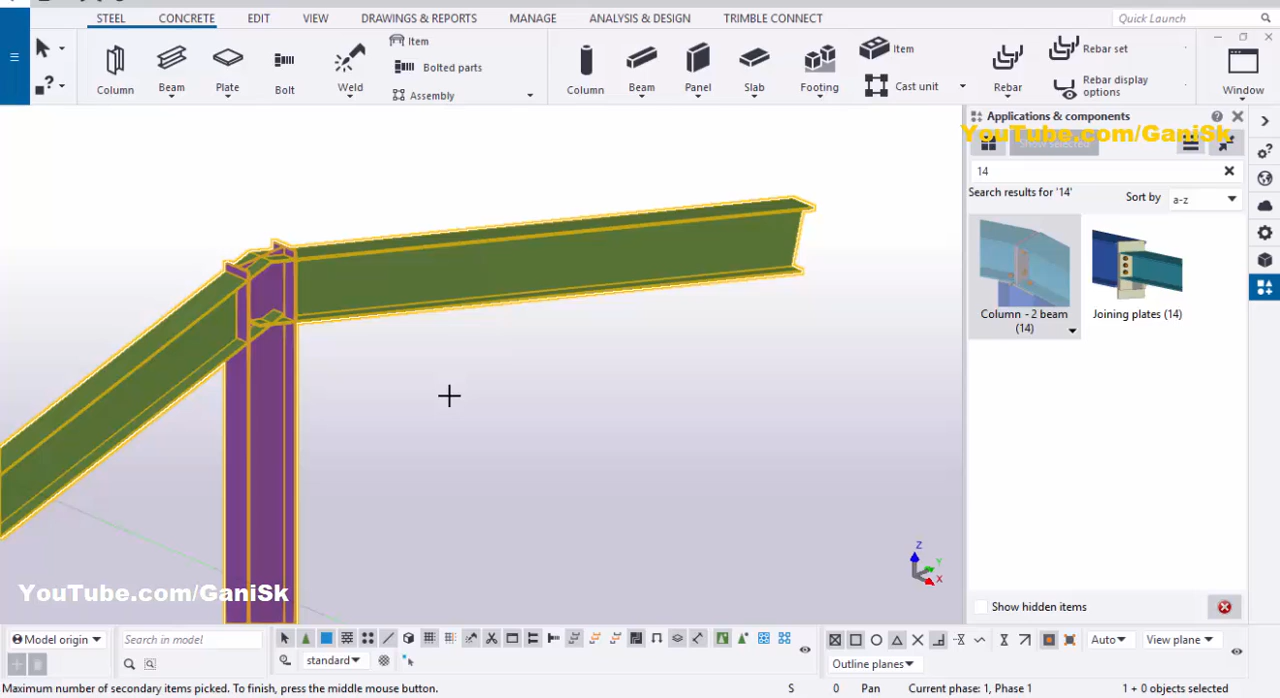 STEEL CONCRETE EDIT VIEW DRAWINGS & REPORTS MANAGE ANALYSIS & DESIGN TRIMBLE CONNECT Quick Launch
Item Item Rebar set
Bolted parts Rebar display options
Column Beam Plate Bolt Weld Assembly Column Beam Panel Slab Footing Cast unit Rebar Window
Applications & components
YouTube.com/GaniSk
Show selected
14
Search results for '14'
Sort by a-z
Column - 2 beam (14)
Joining plates (14)
Z
Y
X
YouTube.com/GaniSk
Show hidden items
Model origin Search in model Auto View plane
standard Outline planes
Maximum number of secondary items picked. To finish, press the middle mouse button. S 0 Pan Current phase: 1, Phase 1 1 + 0 objects selected